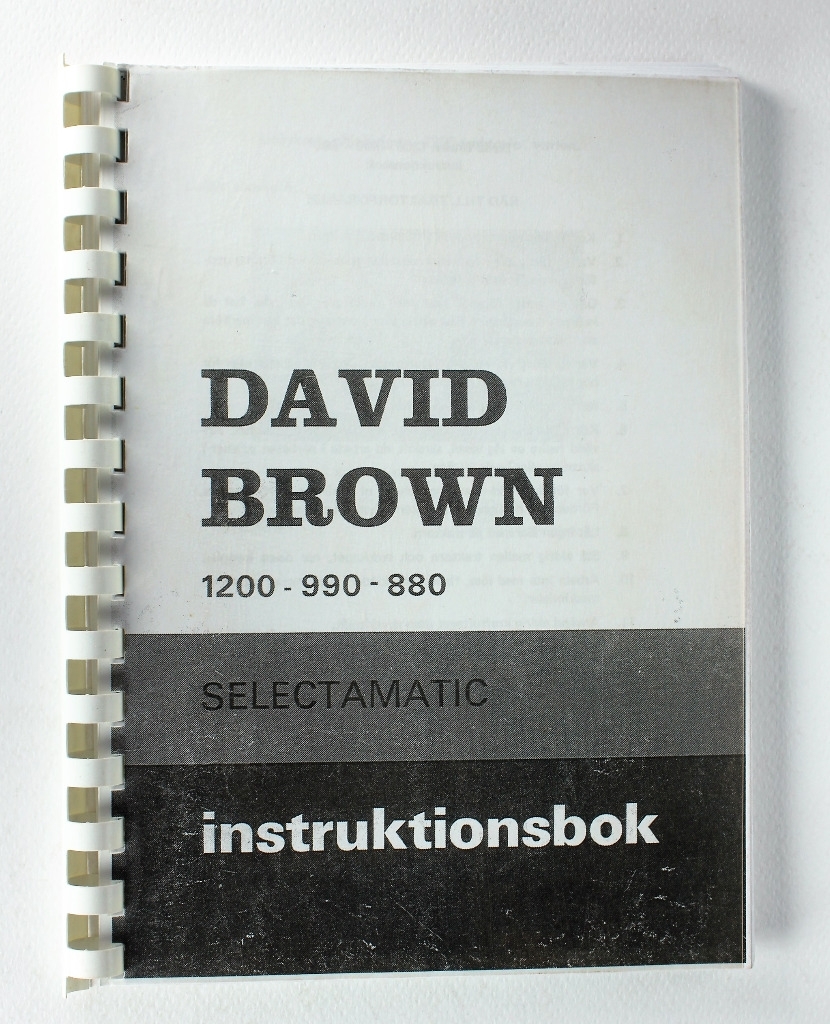 DAVID
BROWN
1200 - 990 - 880
SELECTAMATIC
instruktionsbok